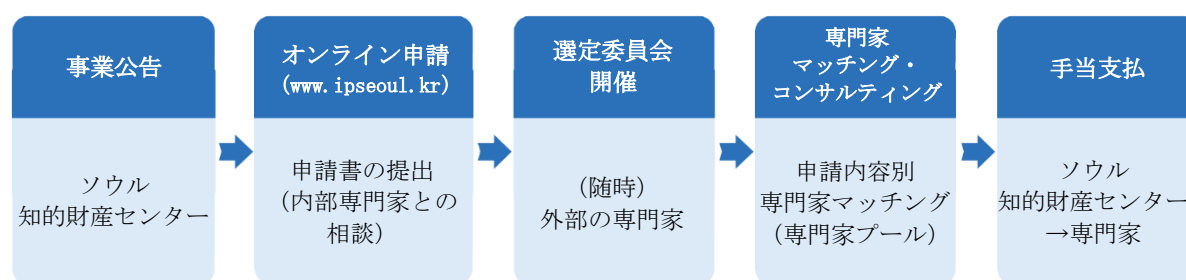 事業公告
ソウル
知的財産センター
オンライン申請
(www.ipseoul.kr)
申請書の提出
(内部専門家との
相談)
選定委員会
開催
(随時)
外部の専門家
専門家
マッチング・
コンサルティング
申請内容別
専門家マッチング
(専門家プール)
手当支払
ソウル
知的財産センター
→専門家